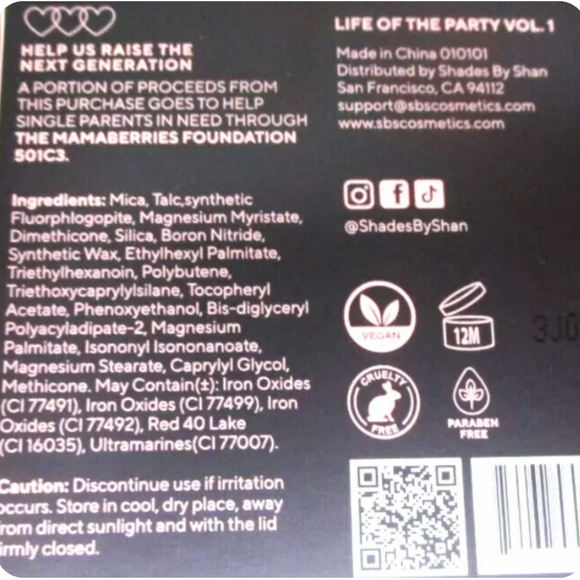 HELP US RAISE THE
NEXT GENERATION
A PORTION OF PROCEEDS FROM
THIS PURCHASE GOES TO HELP
SINGLE PARENTS IN NEED THROUGH
THE MAMABERRIES FOUNDATION
501C3.
Ingredients: Mica, Talc,synthetic
Fluorphlogopite, Magnesium Myristate,
Dimethicone, Silica, Boron Nitride,
Synthetic Wax, Ethylhexyl Palmitate,
Triethylhexanoin, Polybutene,
Triethoxycaprylylsilane, Tocopheryl
Acetate, Phenoxyethanol, Bis-diglyceryl
Polyacyladipate-2, Magnesium
Palmitate, Isononyl Isononanoate,
Magnesium Stearate, Caprylyl Glycol,
Methicone. May Contain(±): Iron Oxides
(CI 77491), Iron Oxides (CI 77499), Iron
Oxides (CI 77492), Red 40 Lake
(CI 16035), Ultramarines(CI 77007).
Caution: Discontinue use if irritation
occurs. Store in cool, dry place, away
from direct sunlight and with the lid
firmly closed.
LIFE OF THE PARTY VOL. 1
Made in China 010101
Distributed by Shades By Shan
San Francisco, CA 94112
support@sbscosmetics.com
www.sbscosmetics.com
@ShadesByShan
VEGAN
12M
CRUELTY
FREE
PARABEN
FREE